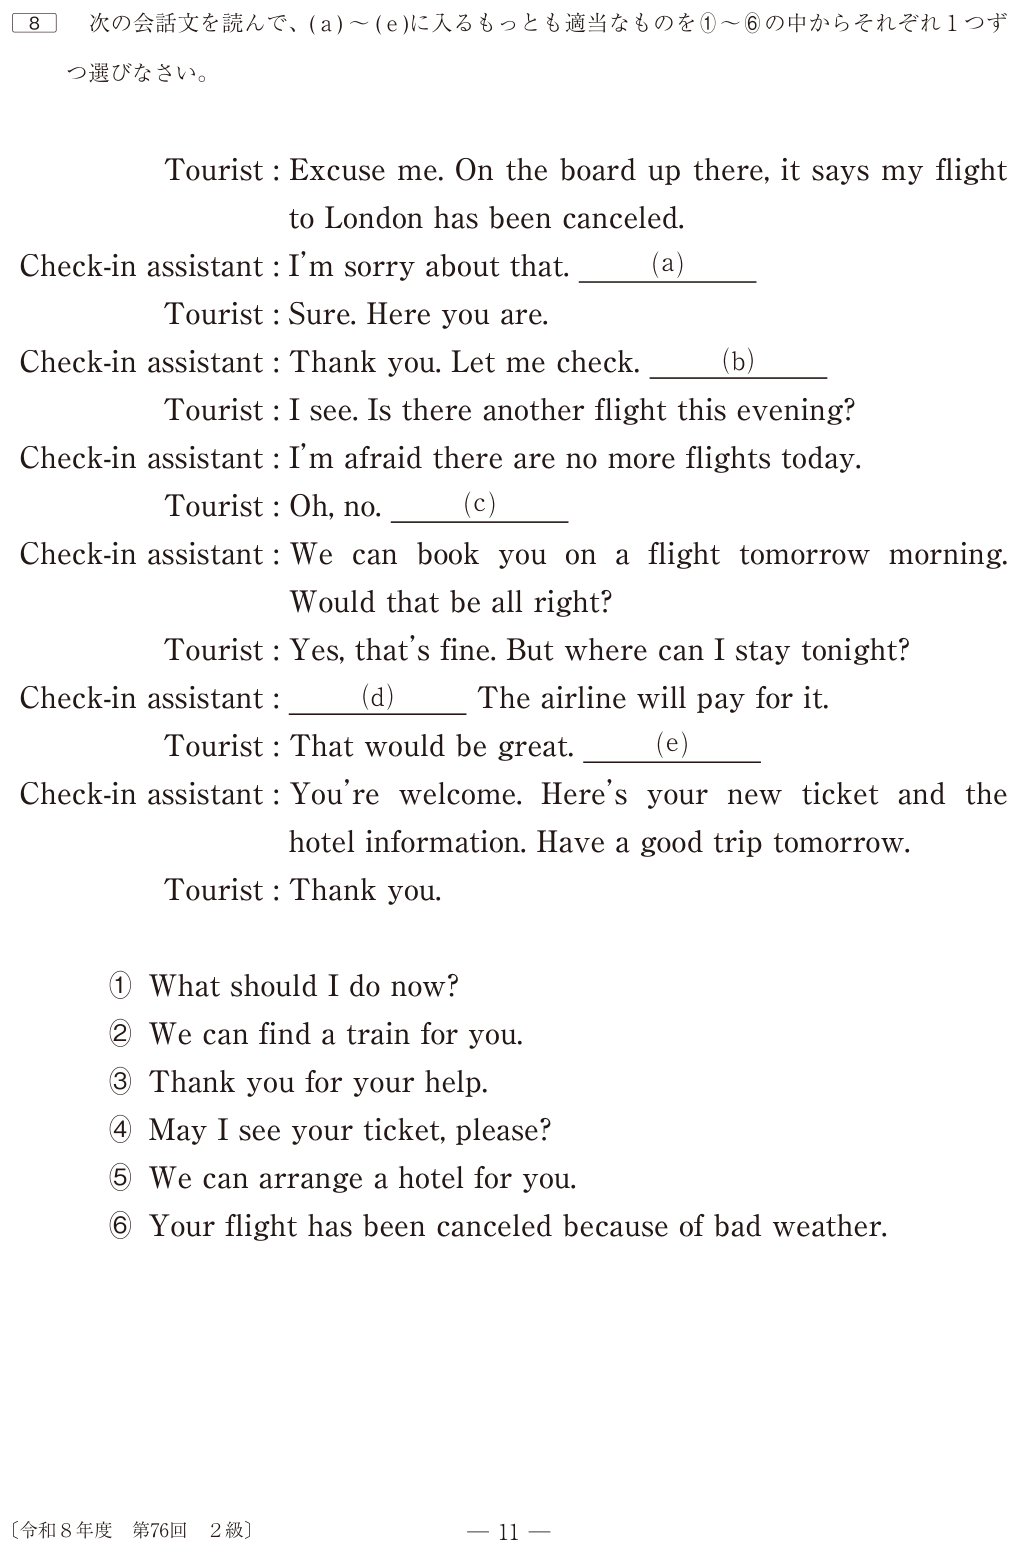 8 次の会話文を読んで、(a)～(e)に入るもっとも適当なものを①～⑥の中からそれぞれ1つず
つ選びなさい。
Tourist : Excuse me. On the board up there, it says my flight
to London has been canceled.
Check-in assistant : I'm sorry about that. (a)
Tourist : Sure. Here you are.
Check-in assistant : Thank you. Let me check. (b)
Tourist : I see. Is there another flight this evening?
Check-in assistant : I'm afraid there are no more flights today.
Tourist : Oh, no. (c)
Check-in assistant : We can book you on a flight tomorrow morning.
Would that be all right?
Tourist : Yes, that's fine. But where can I stay tonight?
Check-in assistant : (d) The airline will pay for it.
Tourist : That would be great. (e)
Check-in assistant : You're welcome. Here's your new ticket and the
hotel information. Have a good trip tomorrow.
Tourist : Thank you.
① What should I do now?
② We can find a train for you.
③ Thank you for your help.
④ May I see your ticket, please?
⑤ We can arrange a hotel for you.
⑥ Your flight has been canceled because of bad weather.
〔令和8年度 第76回 2級〕 ― 11 ―